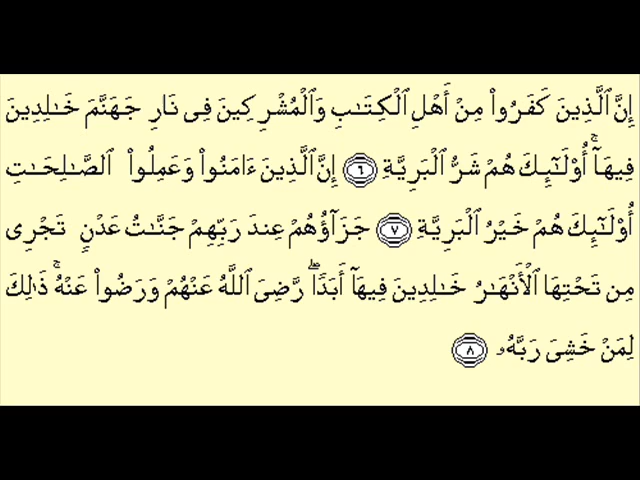 إِنَّ ٱلَّذِينَ كَفَرُوا۟ مِنْ أَهْلِ ٱلْكِتَـٰبِ وَٱلْمُشْرِكِينَ فِى نَارِ جَهَنَّمَ خَـٰلِدِينَ
فِيهَآ ۚ أُو۟لَـٰٓئِكَ هُمْ شَرُّ ٱلْبَرِيَّةِ ٦ إِنَّ ٱلَّذِينَ ءَامَنُوا۟ وَعَمِلُوا۟ ٱلصَّـٰلِحَـٰتِ
أُو۟لَـٰٓئِكَ هُمْ خَيْرُ ٱلْبَرِيَّةِ ٧ جَزَآؤُهُمْ عِندَ رَبِّهِمْ جَنَّـٰتُ عَدْنٍ تَجْرِى
مِن تَحْتِهَا ٱلْأَنْهَـٰرُ خَـٰلِدِينَ فِيهَآ أَبَدًا ۖ رَّضِىَ ٱللَّهُ عَنْهُمْ وَرَضُوا۟ عَنْهُ ۚ ذَٰلِكَ
لِمَنْ خَشِىَ رَبَّهُۥ ٨